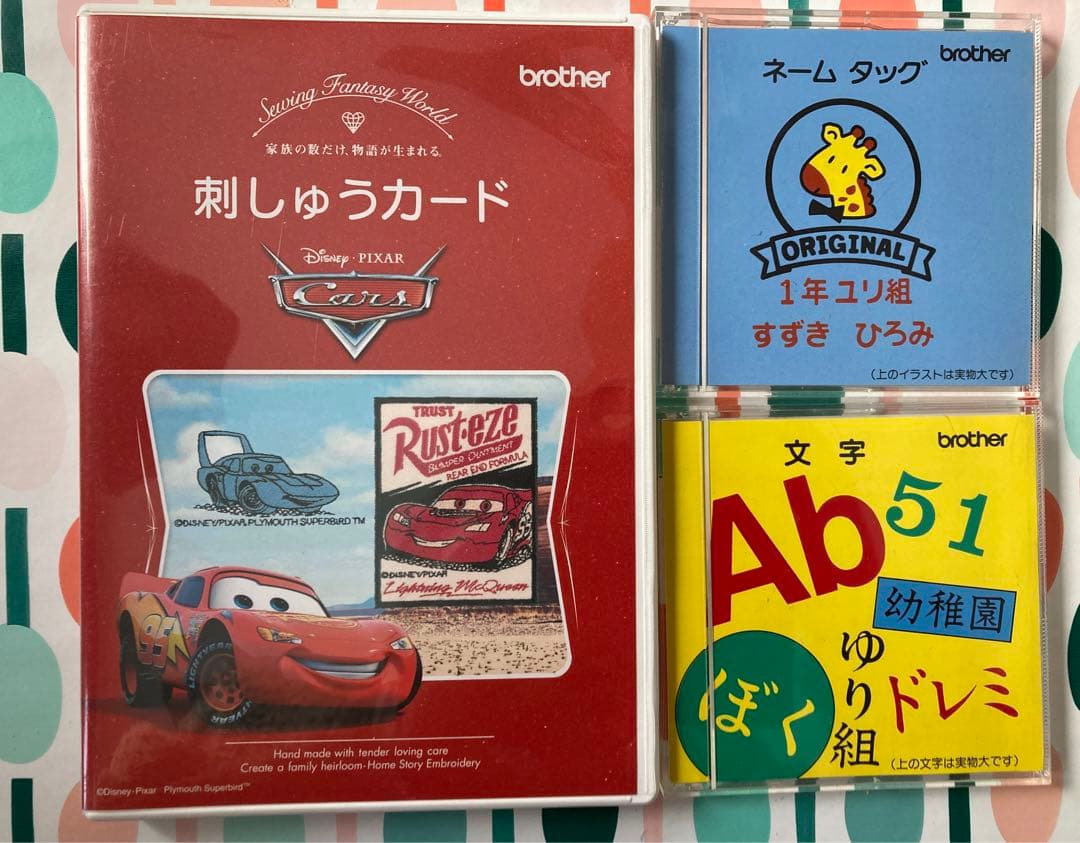 brother
Sewing Fantasy World
家族の数だけ、物語が生まれる。
刺しゅうカード
Disney · PIXAR
Cars
TRUST
Rust-eze
BUMPER OINTMENT
REAR END FORMULA
©DISNEY/PIXAR, PLYMOUTH SUPERBIRD™
©DISNEY/PIXAR
Lightning McQueen
95
LIGHTYEAR
Hand made with tender loving care
Create a family heirloom-Home Story Embroidery
©Disney·Pixar Plymouth Superbird™
brother
ネーム タッグ
ORIGINAL
1年ユリ組
すずき ひろみ
(上のイラストは実物大です)
brother
文字
Ab
51
幼稚園
ゆり組
ドレミ
ぼく
(上の文字は実物大です)